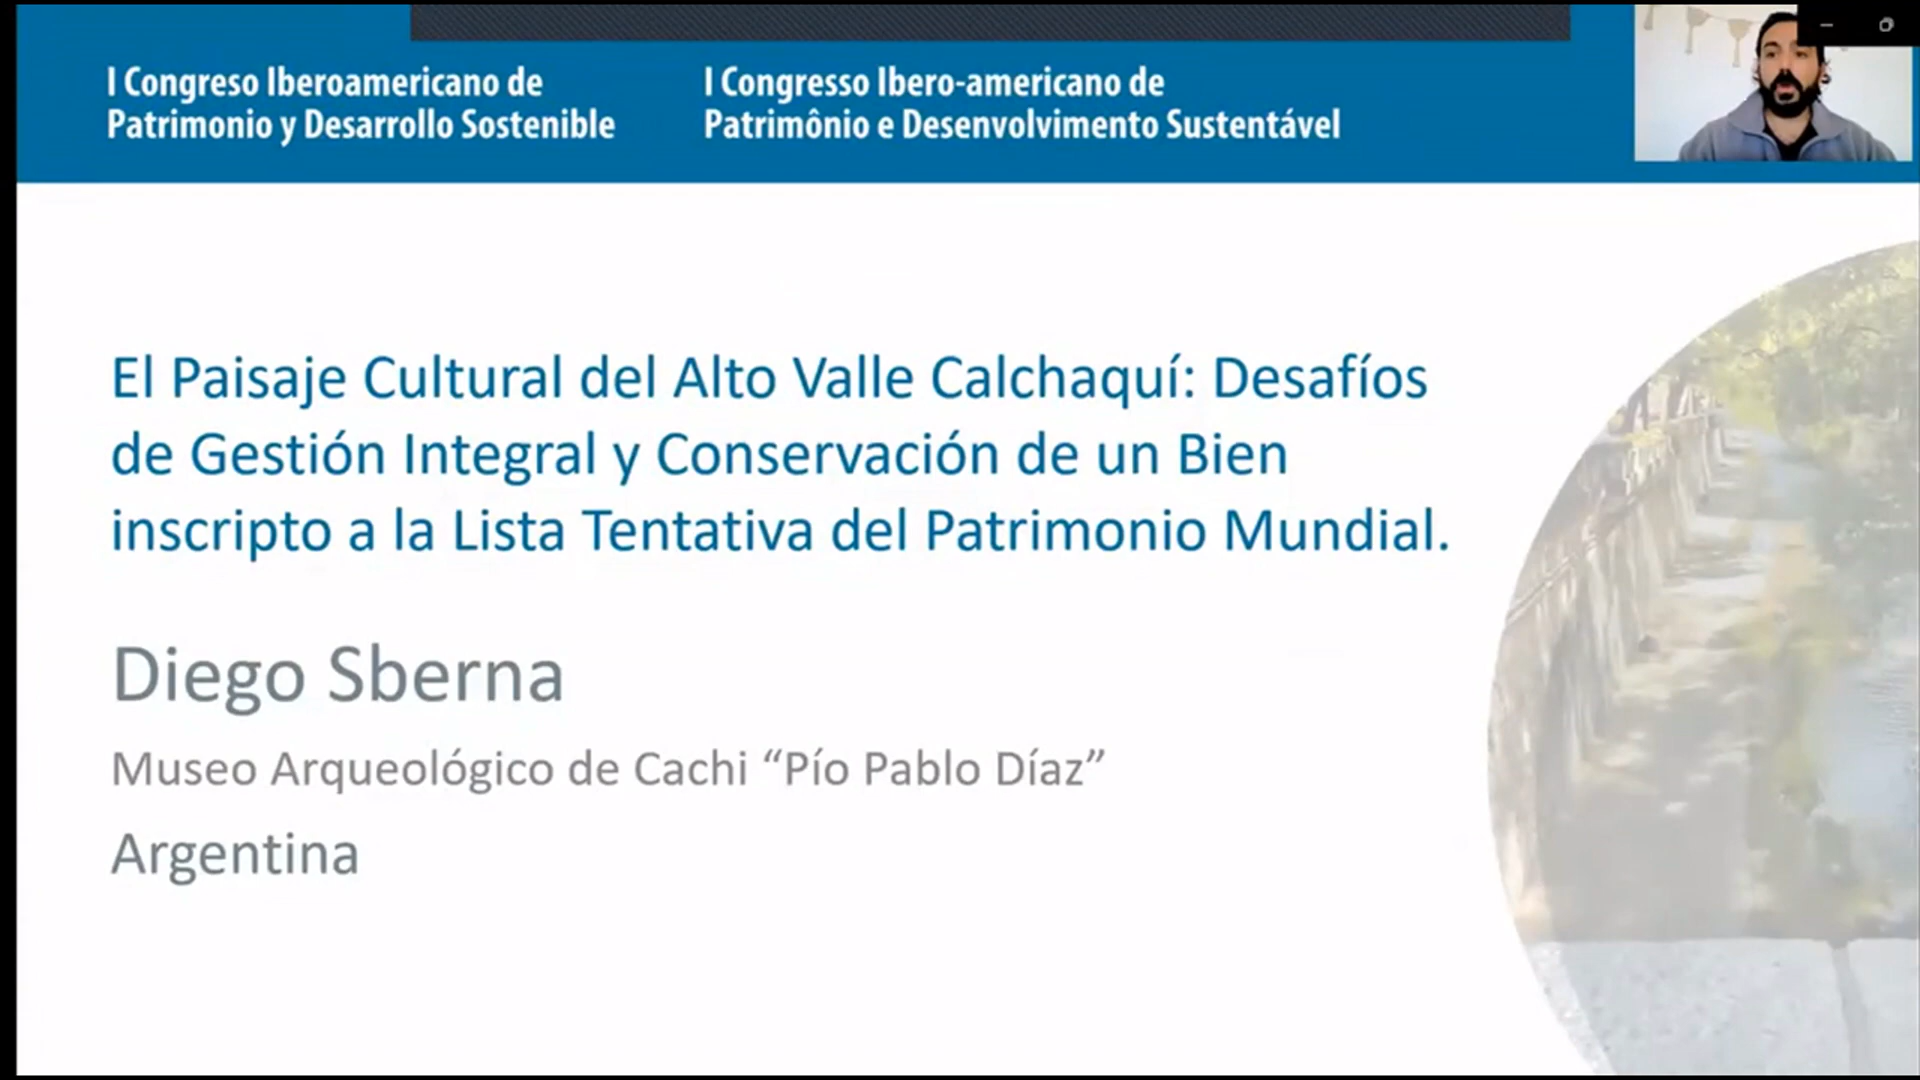 I Congreso Iberoamericano de
Patrimonio y Desarrollo Sostenible
I Congresso Ibero-americano de
Patrimônio e Desenvolvimento Sustentável
El Paisaje Cultural del Alto Valle Calchaquí: Desafíos
de Gestión Integral y Conservación de un Bien
inscripto a la Lista Tentativa del Patrimonio Mundial.
Diego Sberna
Museo Arqueológico de Cachi “Pío Pablo Díaz”
Argentina